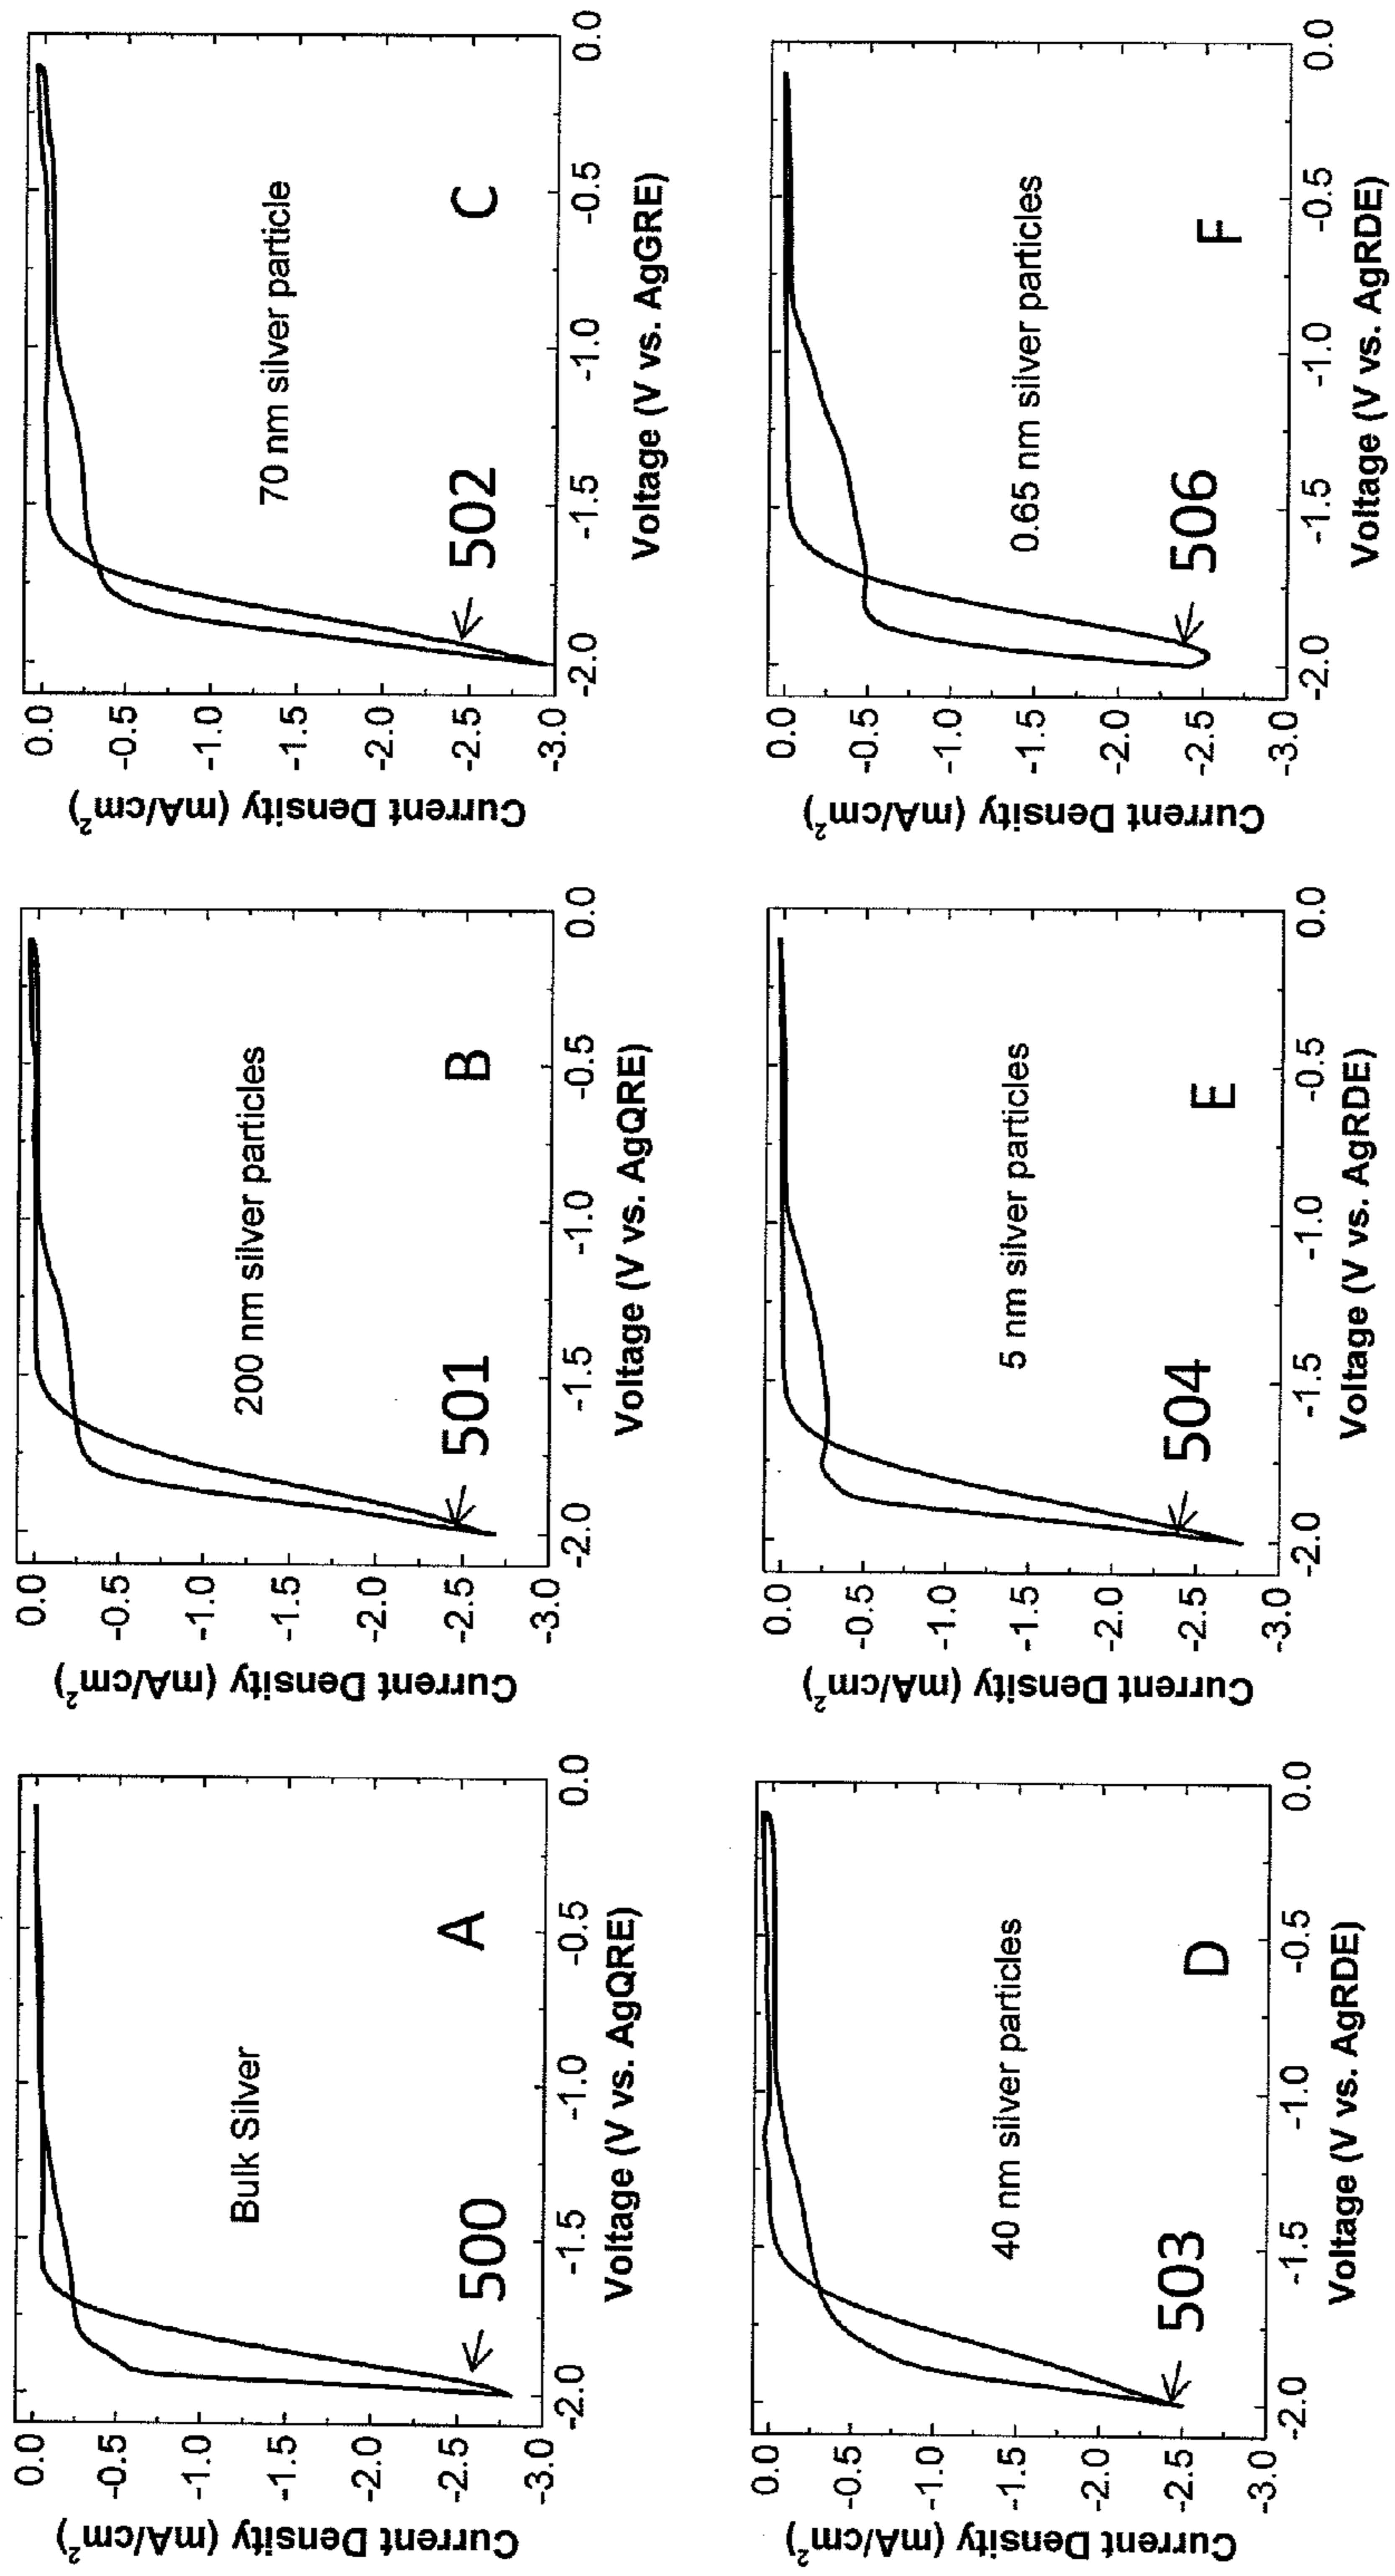 0.0
-0.5
-1.0
-1.5
-2.0
-2.5
-3.0
Current Density (mA/cm²)
Bulk Silver
A
500
-2.0 -1.5 -1.0 -0.5 0.0
Voltage (V vs. AgQRE)
0.0
-0.5
-1.0
-1.5
-2.0
-2.5
-3.0
Current Density (mA/cm²)
200 nm silver particles
B
501
-2.0 -1.5 -1.0 -0.5 0.0
Voltage (V vs. AgQRE)
0.0
-0.5
-1.0
-1.5
-2.0
-2.5
-3.0
Current Density (mA/cm²)
70 nm silver particle
C
502
-2.0 -1.5 -1.0 -0.5 0.0
Voltage (V vs. AgGRE)
0.0
-0.5
-1.0
-1.5
-2.0
-2.5
-3.0
Current Density (mA/cm²)
40 nm silver particles
D
503
-2.0 -1.5 -1.0 -0.5 0.0
Voltage (V vs. AgRDE)
0.0
-0.5
-1.0
-1.5
-2.0
-2.5
-3.0
Current Density (mA/cm²)
5 nm silver particles
E
504
-2.0 -1.5 -1.0 -0.5 0.0
Voltage (V vs. AgRDE)
0.0
-0.5
-1.0
-1.5
-2.0
-2.5
-3.0
Current Density (mA/cm²)
0.65 nm silver particles
F
506
-2.0 -1.5 -1.0 -0.5 0.0
Voltage (V vs. AgRDE)